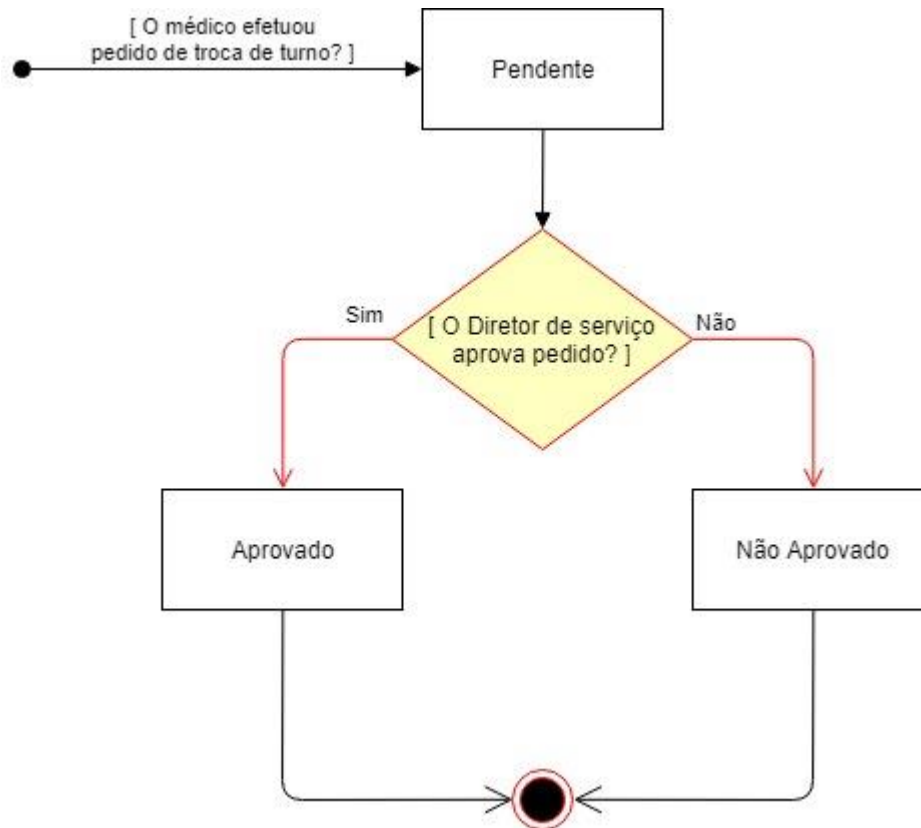 [ O médico efetuou
pedido de troca de turno? ]
Pendente
Sim
[ O Diretor de serviço
aprova pedido? ]
Não
Aprovado
Não Aprovado